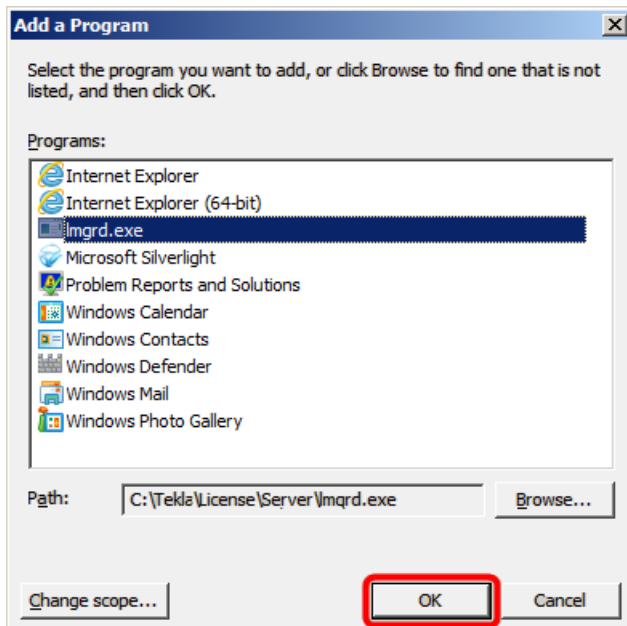 Add a Program
Select the program you want to add, or click Browse to find one that is not
listed, and then click OK.
Programs:
Internet Explorer
Internet Explorer (64-bit)
lmgrd.exe
Microsoft Silverlight
Problem Reports and Solutions
Windows Calendar
Windows Contacts
Windows Defender
Windows Mail
Windows Photo Gallery
Path: C:\Tekla\License\Server\lmgrd.exe Browse...
Change scope... OK Cancel